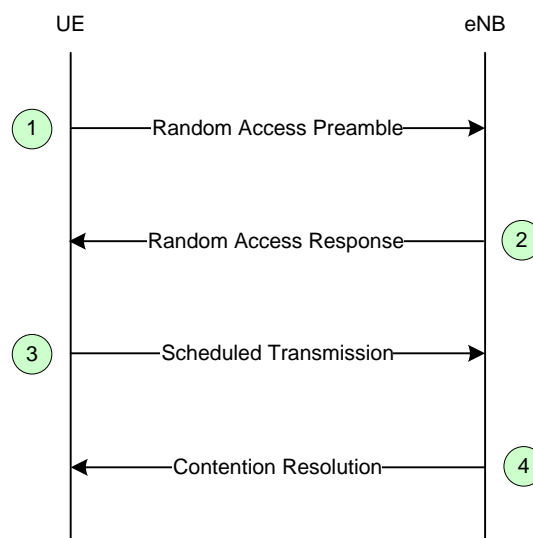 UE
eNB
1
Random Access Preamble
Random Access Response
2
3
Scheduled Transmission
Contention Resolution
4